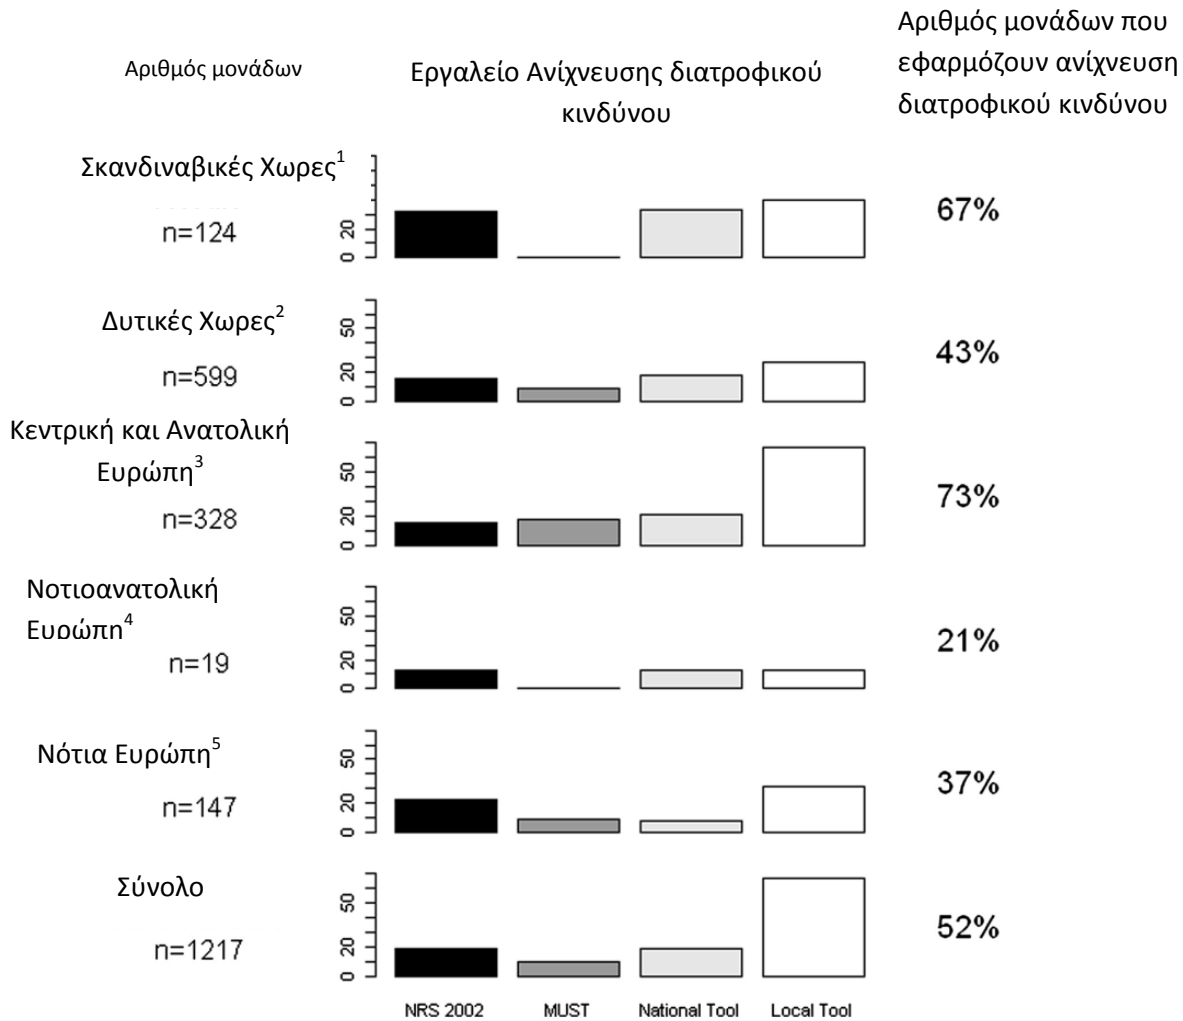 Αριθμός μονάδων
Εργαλείο Ανίχνευσης διατροφικού
κινδύνου
Αριθμός μονάδων που
εφαρμόζουν ανίχνευση
διατροφικού κινδύνου
Σκανδιναβικές Χωρες1
n=124
20
0
67%
Δυτικές Χωρες2
n=599
50
20
0
43%
Κεντρική και Ανατολική
Ευρώπη3
n=328
50
20
0
73%
Νοτιοανατολική
Ευρώπη4
n=19
50
20
0
21%
Νότια Ευρώπη5
n=147
50
20
0
37%
Σύνολο
n=1217
50
20
0
52%
NRS 2002 MUST National Tool Local Tool